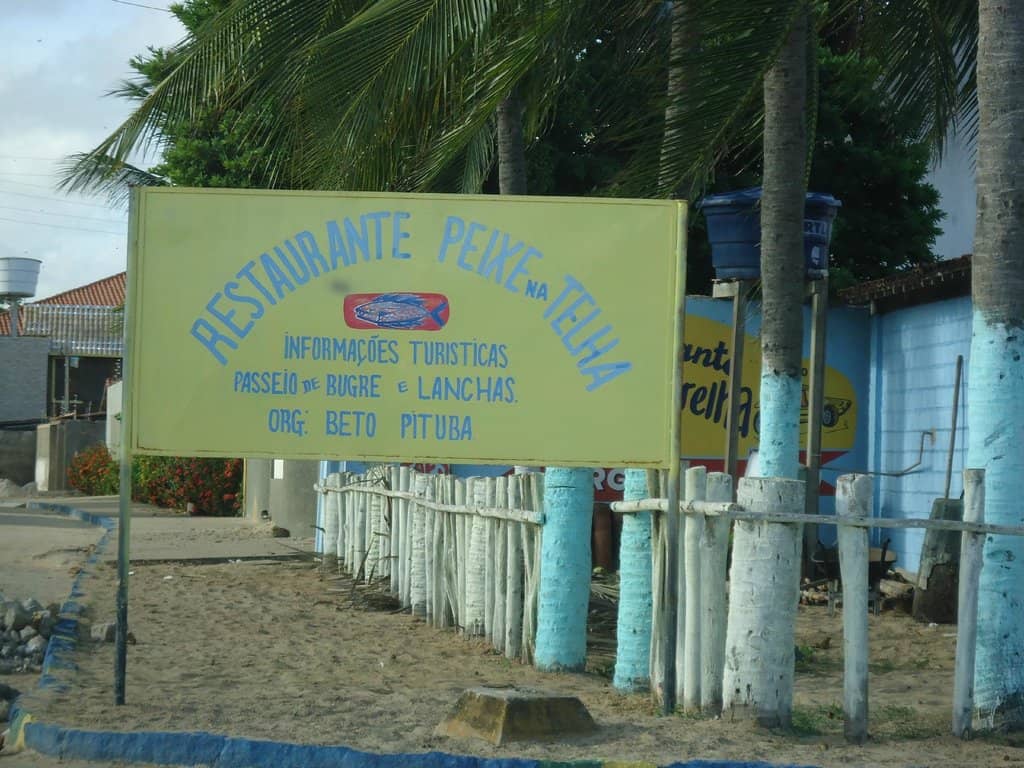 RESTAURANTE PEIXE NA TELHA
INFORMAÇÕES TURISTICAS
PASSEIO DE BUGRE E LANCHAS.
ORG: BETO PITUBA